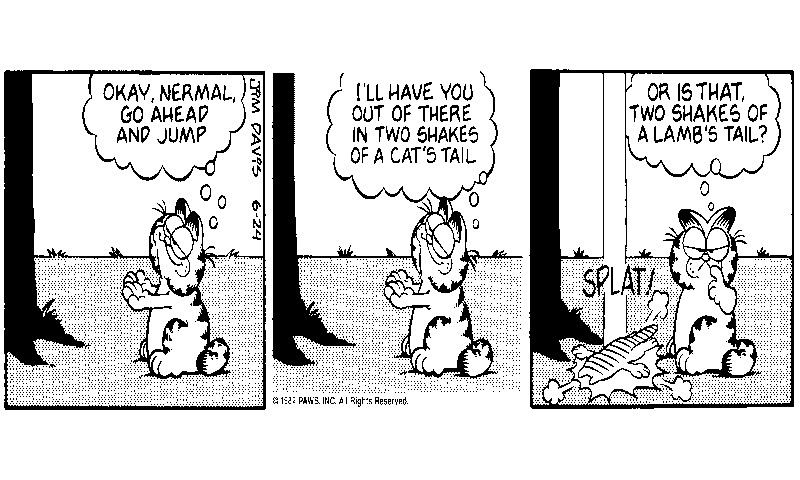 OKAY, NERMAL,
GO AHEAD
AND JUMP
JIM DAVIS 6-24
I'LL HAVE YOU
OUT OF THERE
IN TWO SHAKES
OF A CAT'S TAIL
OR IS THAT,
TWO SHAKES OF
A LAMB'S TAIL?
SPLAT!
PAWS, INC. All Rights Reserved.